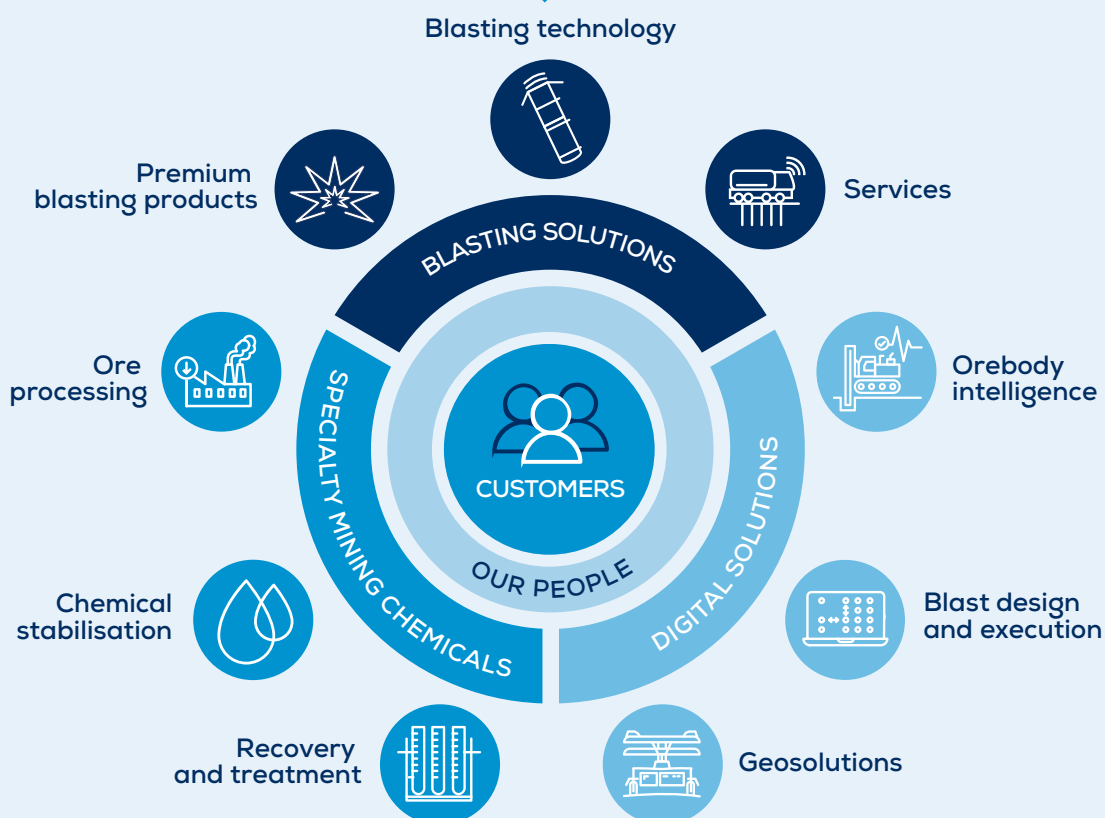 Blasting technology
Premium
blasting products
Services
BLASTING SOLUTIONS
Ore
processing
Orebody
intelligence
SPECIALTY MINING CHEMICALS
DIGITAL SOLUTIONS
CUSTOMERS
OUR PEOPLE
Chemical
stabilisation
Blast design
and execution
Recovery
and treatment
Geosolutions